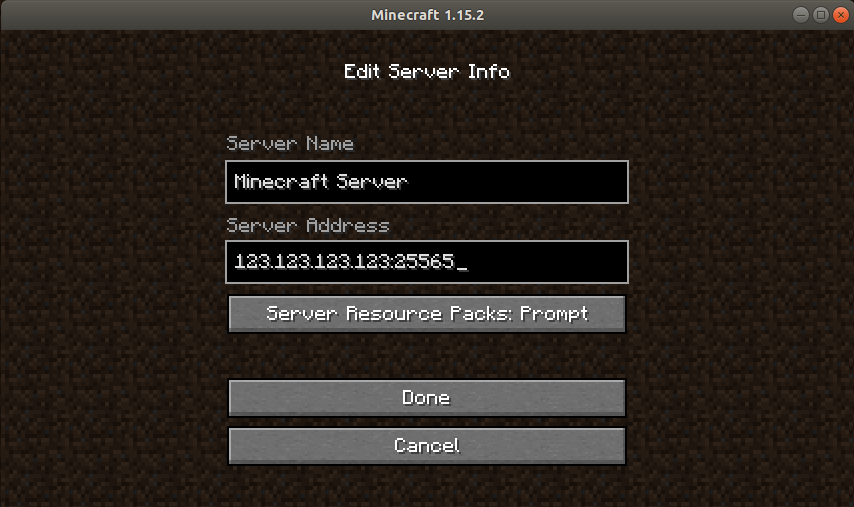 Minecraft 1.15.2
Edit Server Info
Server Name
Minecraft Server
Server Address
123.123.123.123:25565_
Server Resource Packs: Prompt
Done
Cancel